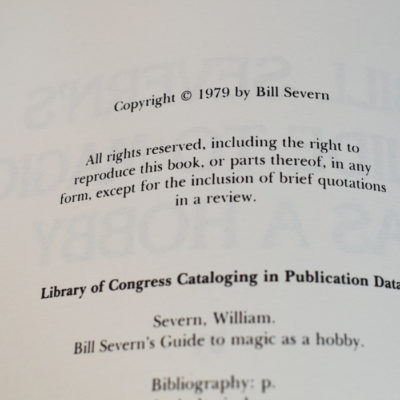 Copyright © 1979 by Bill Severn
All rights reserved, including the right to
reproduce this book, or parts thereof, in any
form, except for the inclusion of brief quotations
in a review.
Library of Congress Cataloging in Publication Data
Severn, William.
Bill Severn's Guide to magic as a hobby.
Bibliography: p.